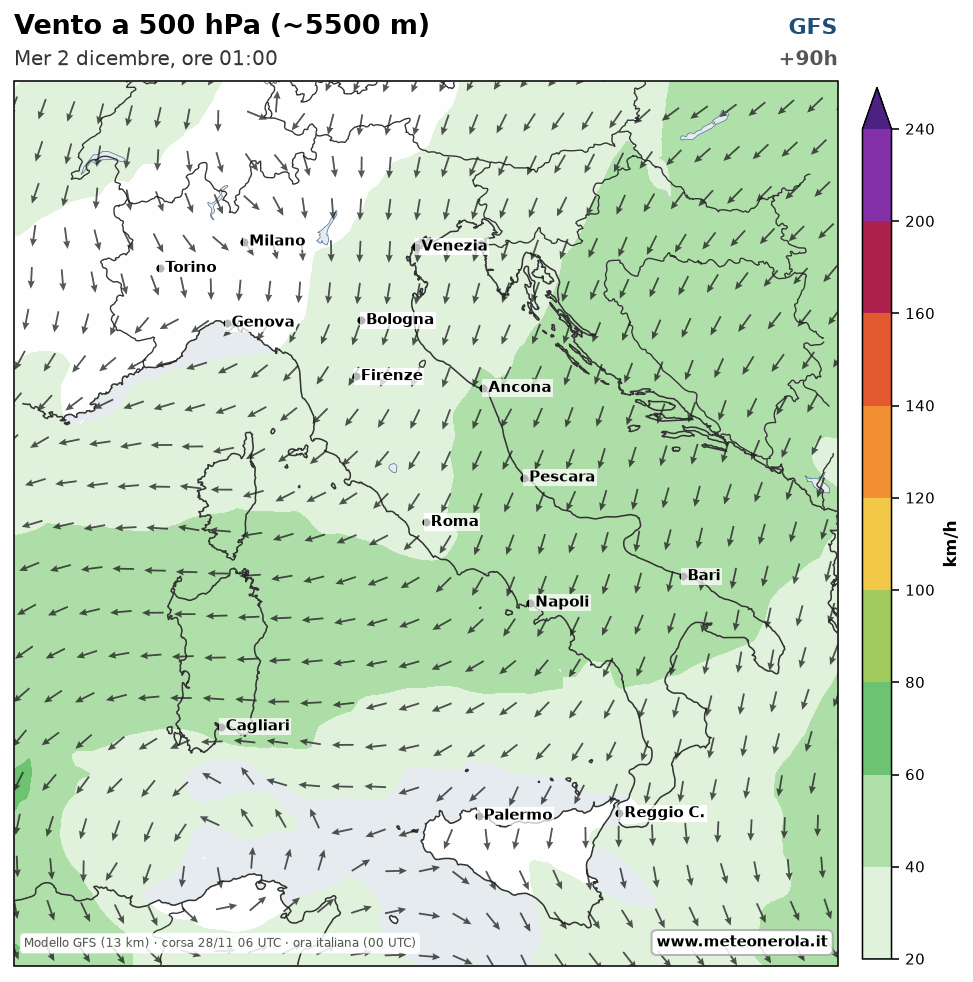 Vento a 500 hPa (~5500 m)
GFS
Mer 2 dicembre, ore 01:00
+90h
Milano
Venezia
Torino
Genova
Bologna
Firenze
Ancona
Pescara
Roma
Bari
Napoli
Cagliari
Palermo
Reggio C.
240
200
160
140
120
100
80
60
40
20
km/h
Modello GFS (13 km) · corsa 28/11 06 UTC · ora italiana (00 UTC)
www.meteonerola.it